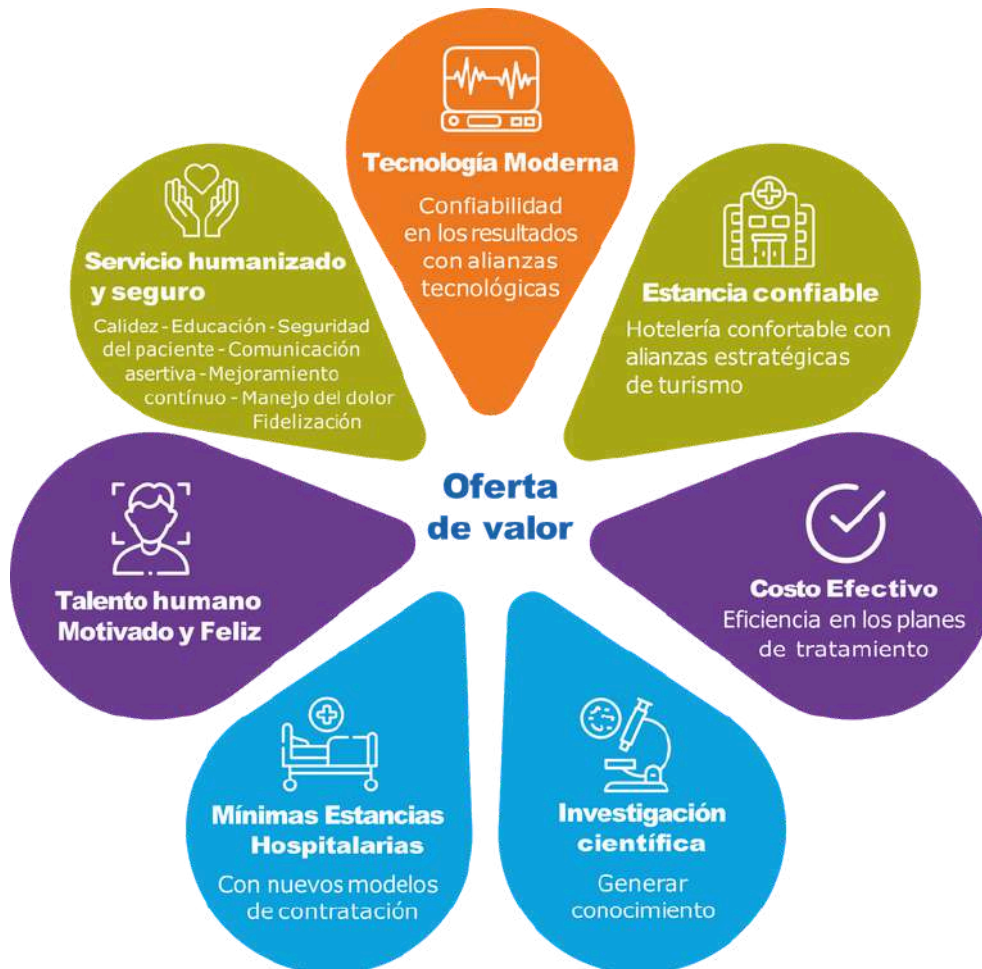 Tecnología Moderna
Confiabilidad
en los resultados
con alianzas
tecnológicas
Estancia confiable
Hotelería confortable con
alianzas estratégicas
de turismo
Costo Efectivo
Eficiencia en los planes
de tratamiento
Investigación
científica
Generar
conocimiento
Mínimas Estancias
Hospitalarias
Con nuevos modelos
de contratación
Talento humano
Motivado y Feliz
Servicio humanizado
y seguro
Calidez - Educación - Seguridad
del paciente - Comunicación
asertiva - Mejoramiento
contínuo - Manejo del dolor
Fidelización
Oferta
de valor